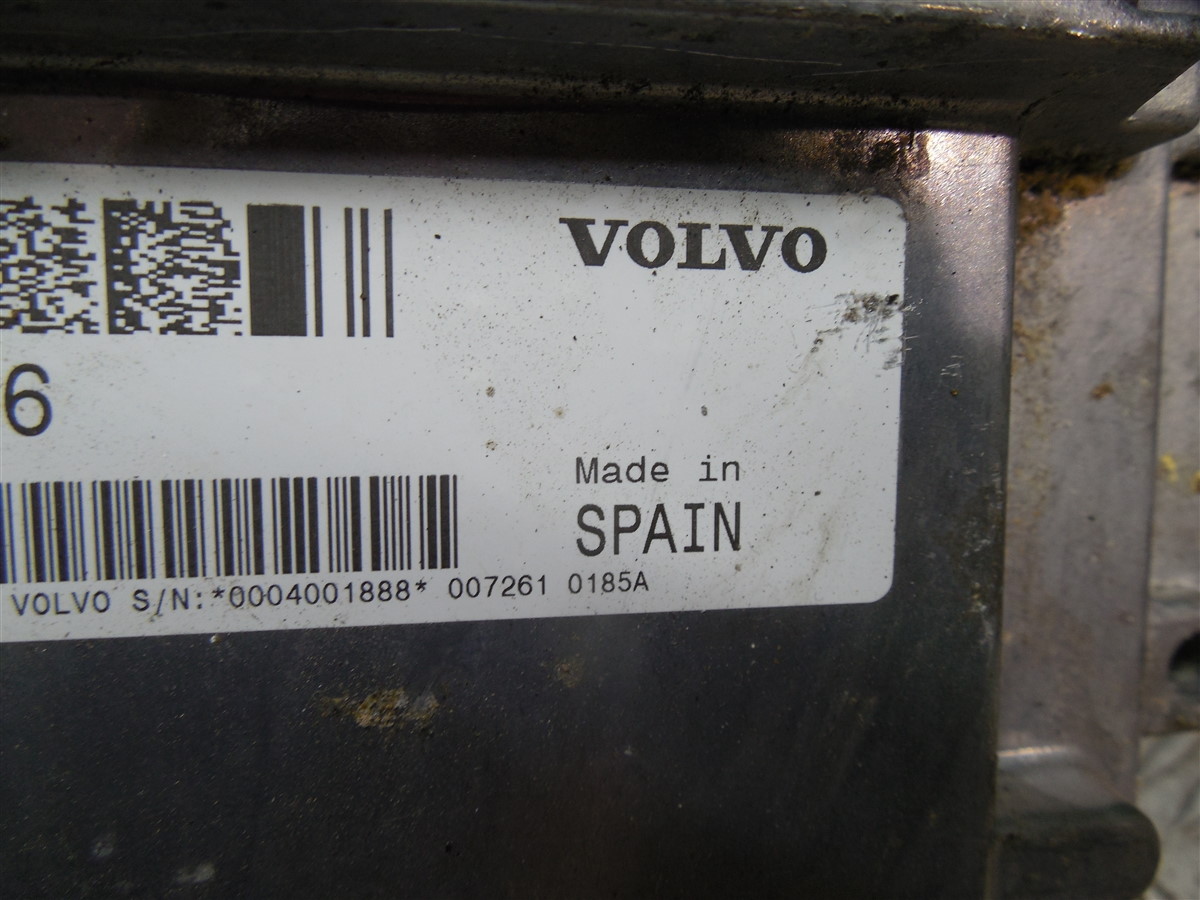 VOLVO
6
Made in
SPAIN
VOLVO S/N:*0004001888* 007261 0185A